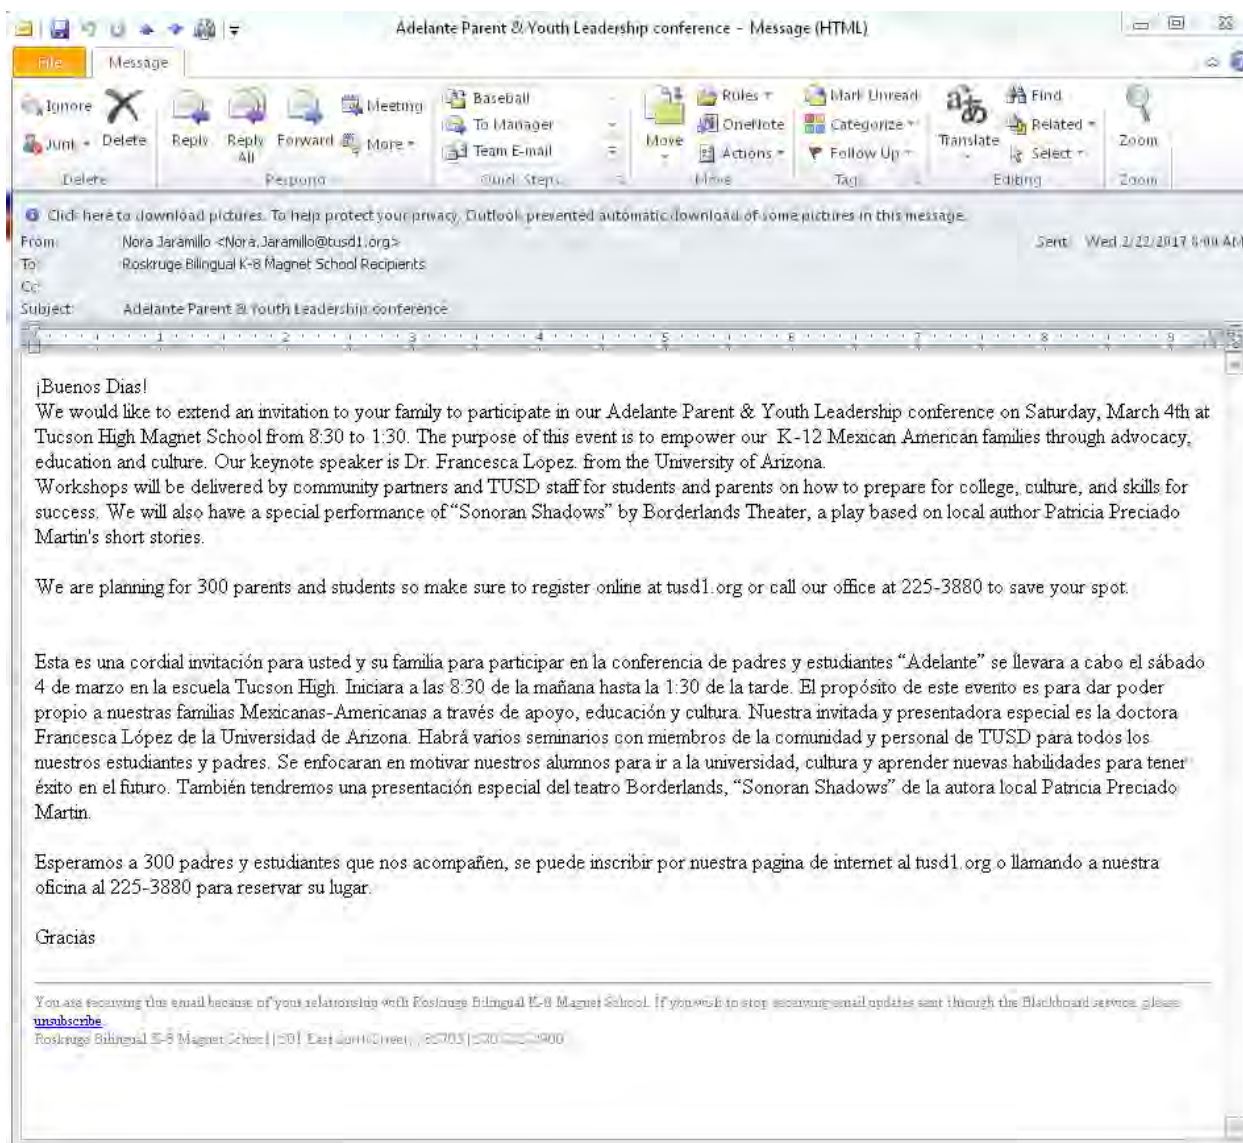 Adelante Parent & Youth Leadership conference - Message (HTML)
File Message
Ignore
Junk
Delete
Reply
Reply All
Forward
Meeting
More
Baseball
To Manager
Team E-mail
Move
Rules
OneNote
Actions
Mark Unread
Categorize
Follow Up
Translate
Find
Related
Select
Zoom
Delete Respond Quick Steps Move Tags Editing Zoom
Click here to download pictures. To help protect your privacy, Outlook prevented automatic download of some pictures in this message.
From: Nora Jaramillo <Nora.Jaramillo@tusd1.org> Sent: Wed 2/22/2017 AM
To: Roskruge Bilingual K-8 Magnet School Recipients
Cc:
Subject: Adelante Parent & Youth Leadership conference
1 2 3 4 5 6 7 8 9
¡Buenos Dias!
We would like to extend an invitation to your family to participate in our Adelante Parent & Youth Leadership conference on Saturday, March 4th at
Tucson High Magnet School from 8:30 to 1:30. The purpose of this event is to empower our K-12 Mexican American families through advocacy,
education and culture. Our keynote speaker is Dr. Francesca Lopez. from the University of Arizona.
Workshops will be delivered by community partners and TUSD staff for students and parents on how to prepare for college, culture, and skills for
success. We will also have a special performance of “Sonoran Shadows” by Borderlands Theater, a play based on local author Patricia Preciado
Martin's short stories.
We are planning for 300 parents and students so make sure to register online at tusd1.org or call our office at 225-3880 to save your spot.
Esta es una cordial invitación para usted y su familia para participar en la conferencia de padres y estudiantes “Adelante” se llevara a cabo el sábado
4 de marzo en la escuela Tucson High. Iniciara a las 8:30 de la mañana hasta la 1:30 de la tarde. El propósito de este evento es para dar poder
propio a nuestras familias Mexicanas-Americanas a través de apoyo, educación y cultura. Nuestra invitada y presentadora especial es la doctora
Francesca López de la Universidad de Arizona. Habrá varios seminarios con miembros de la comunidad y personal de TUSD para todos los
nuestros estudiantes y padres. Se enfocaran en motivar nuestros alumnos para ir a la universidad, cultura y aprender nuevas habilidades para tener
éxito en el futuro. También tendremos una presentación especial del teatro Borderlands, “Sonoran Shadows” de la autora local Patricia Preciado
Martin.
Esperamos a 300 padres y estudiantes que nos acompañen, se puede inscribir por nuestra pagina de internet al tusd1.org o llamando a nuestra
oficina al 225-3880 para reservar su lugar.
Gracias
You are receiving this email because of your relationship with Roskruge Bilingual K-8 Magnet School. If you wish to stop receiving email updates sent through the Blackboard service, please
unsubscribe
Roskruge Bilingual K-8 Magnet School | 501 East